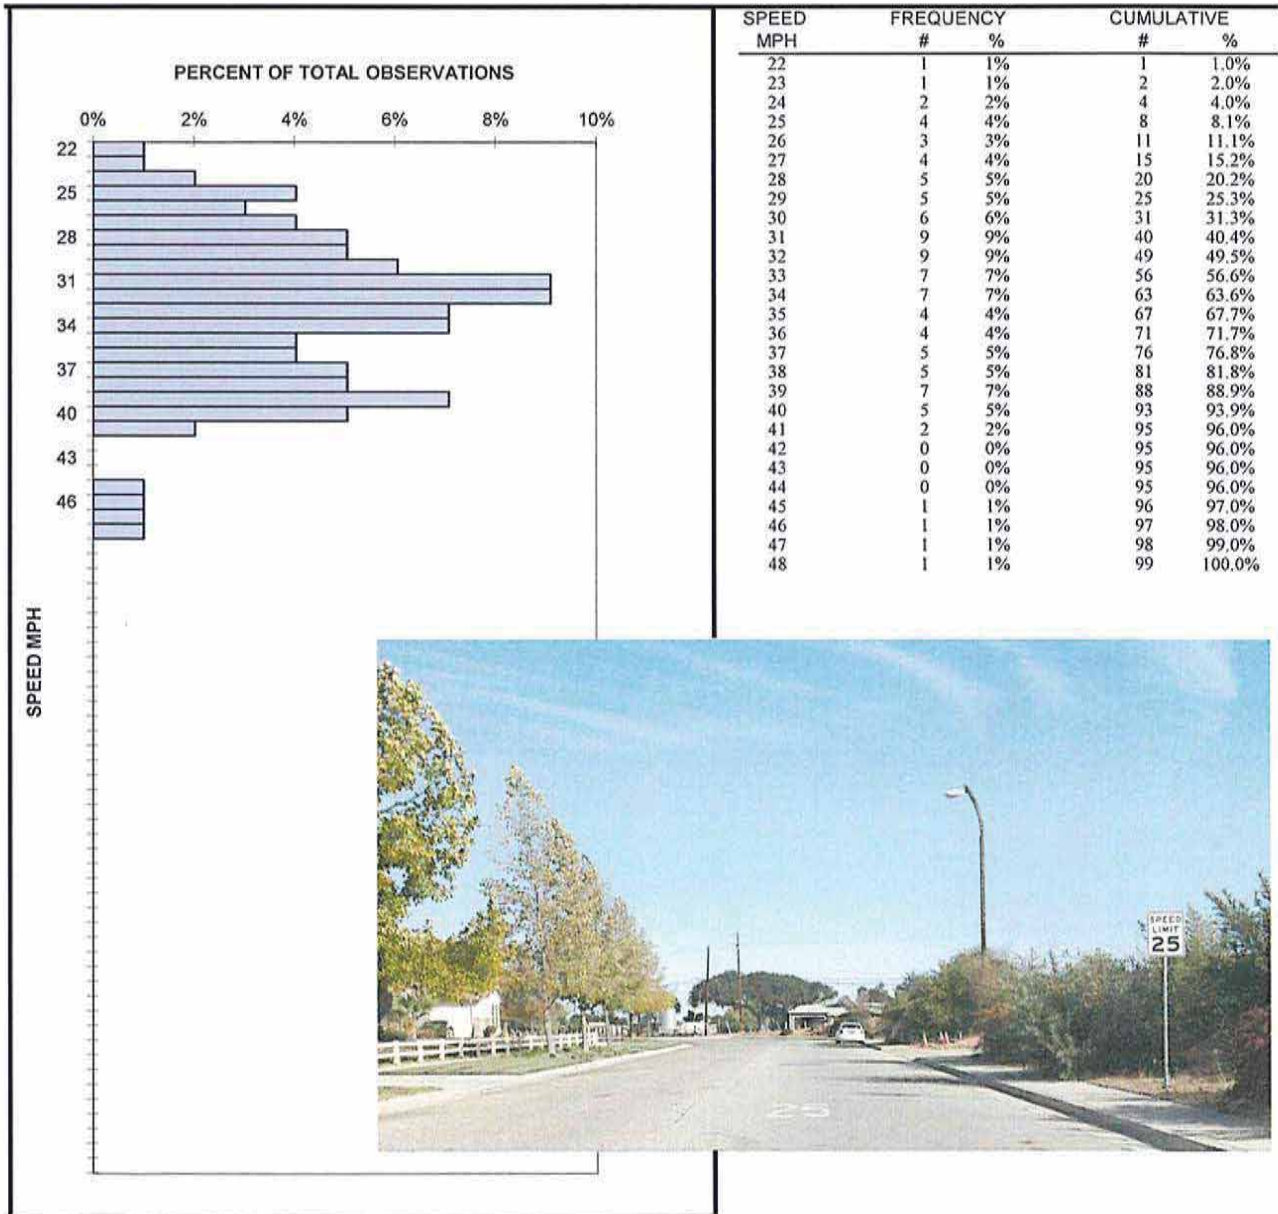 PERCENT OF TOTAL OBSERVATIONS
0% 2% 4% 6% 8% 10%
22
25
28
31
34
37
40
43
46
SPEED MPH
SPEED FREQUENCY CUMULATIVE
MPH # % # %
22 1 1% 1 1.0%
23 1 1% 2 2.0%
24 2 2% 4 4.0%
25 4 4% 8 8.1%
26 3 3% 11 11.1%
27 4 4% 15 15.2%
28 5 5% 20 20.2%
29 5 5% 25 25.3%
30 6 6% 31 31.3%
31 9 9% 40 40.4%
32 9 9% 49 49.5%
33 7 7% 56 56.6%
34 7 7% 63 63.6%
35 4 4% 67 67.7%
36 4 4% 71 71.7%
37 5 5% 76 76.8%
38 5 5% 81 81.8%
39 7 7% 88 88.9%
40 5 5% 93 93.9%
41 2 2% 95 96.0%
42 0 0% 95 96.0%
43 0 0% 95 96.0%
44 0 0% 95 96.0%
45 1 1% 96 97.0%
46 1 1% 97 98.0%
47 1 1% 98 99.0%
48 1 1% 99 100.0%
SPEED
LIMIT
25
25